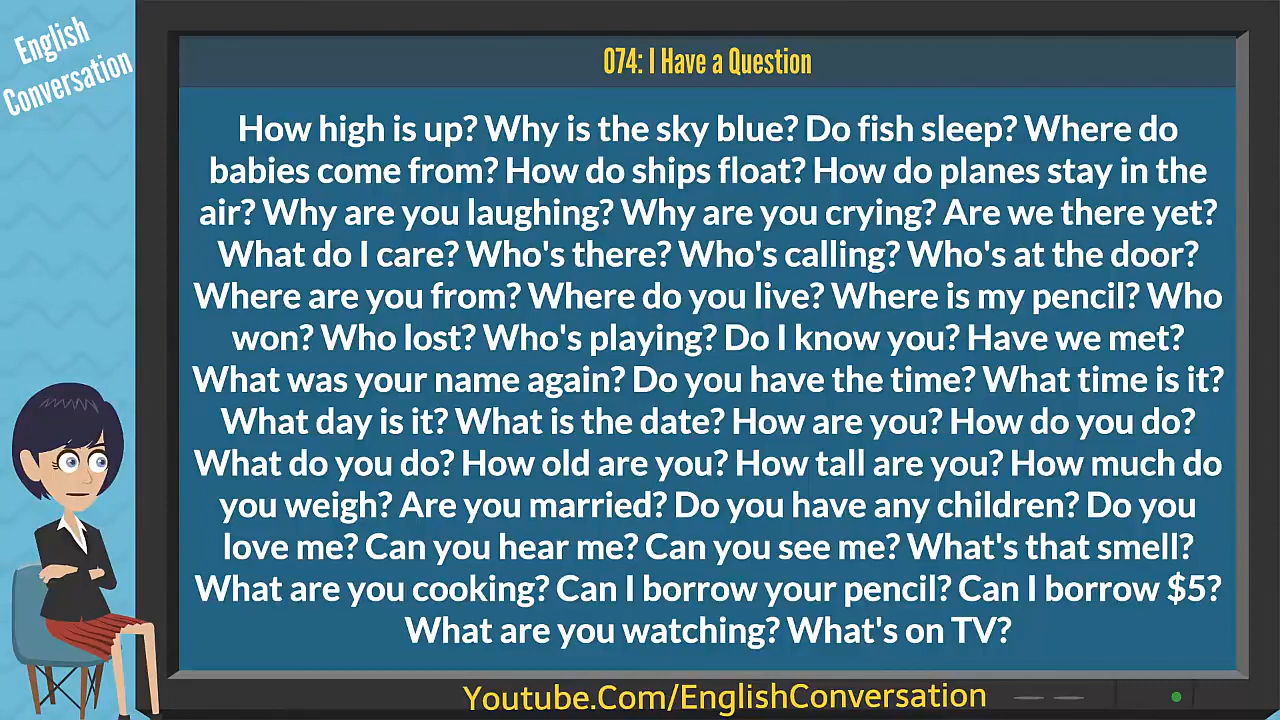 English
Conversation
074: I Have a Question
How high is up? Why is the sky blue? Do fish sleep? Where do
babies come from? How do ships float? How do planes stay in the
air? Why are you laughing? Why are you crying? Are we there yet?
What do I care? Who's there? Who's calling? Who's at the door?
Where are you from? Where do you live? Where is my pencil? Who
won? Who lost? Who's playing? Do I know you? Have we met?
What was your name again? Do you have the time? What time is it?
What day is it? What is the date? How are you? How do you do?
What do you do? How old are you? How tall are you? How much do
you weigh? Are you married? Do you have any children? Do you
love me? Can you hear me? Can you see me? What's that smell?
What are you cooking? Can I borrow your pencil? Can I borrow $5?
What are you watching? What's on TV?
Youtube.Com/EnglishConversation